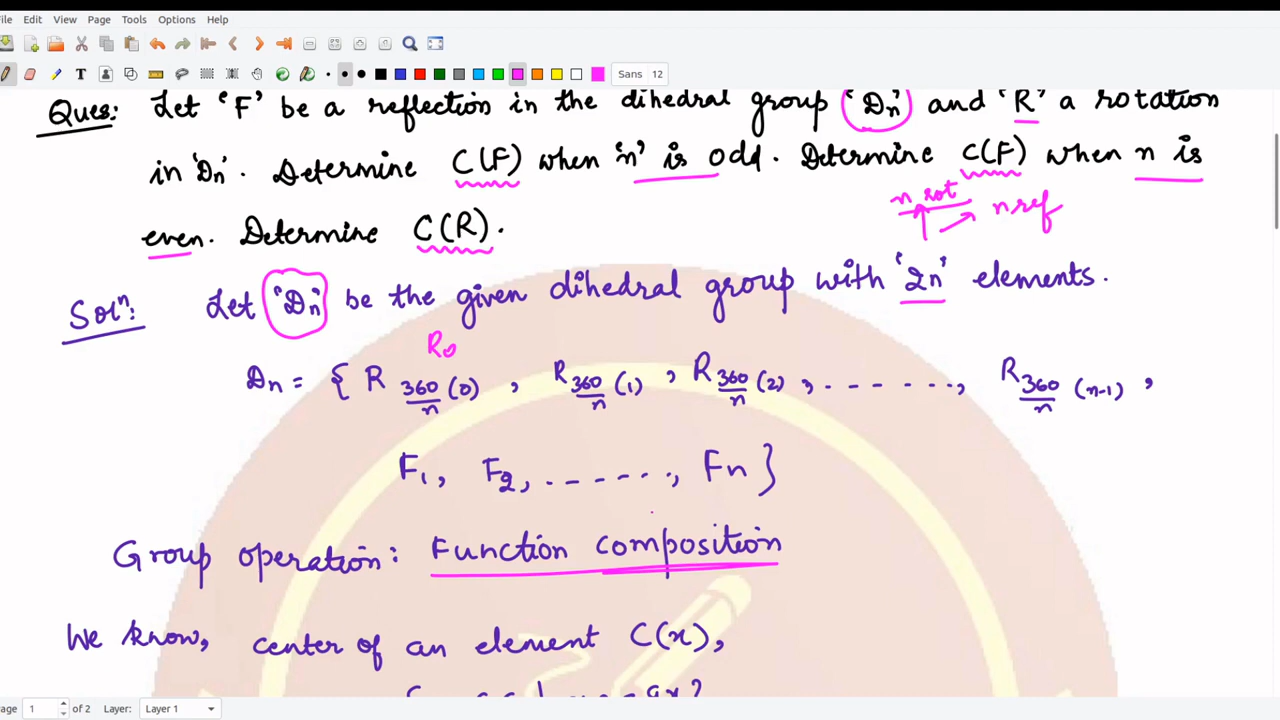 File Edit View Page Tools Options Help
Sans 12
Ques: Let 'F' be a reflection in the dihedral group 'Dn' and 'R' a rotation
in 'Dn'. Determine C(F) when 'n' is odd. Determine C(F) when n is
n rot
n ref
even. Determine C(R).
Soln: Let 'Dn' be the given dihedral group with '2n' elements.
R0
Dn = { R 360/n (0) , R 360/n (1) , R 360/n (2) , ........, R 360/n (n-1) ,
F1, F2, ........, Fn }
Group operation: Function composition
We know, center of an element C(x),
Page 1 of 2 Layer: Layer 1